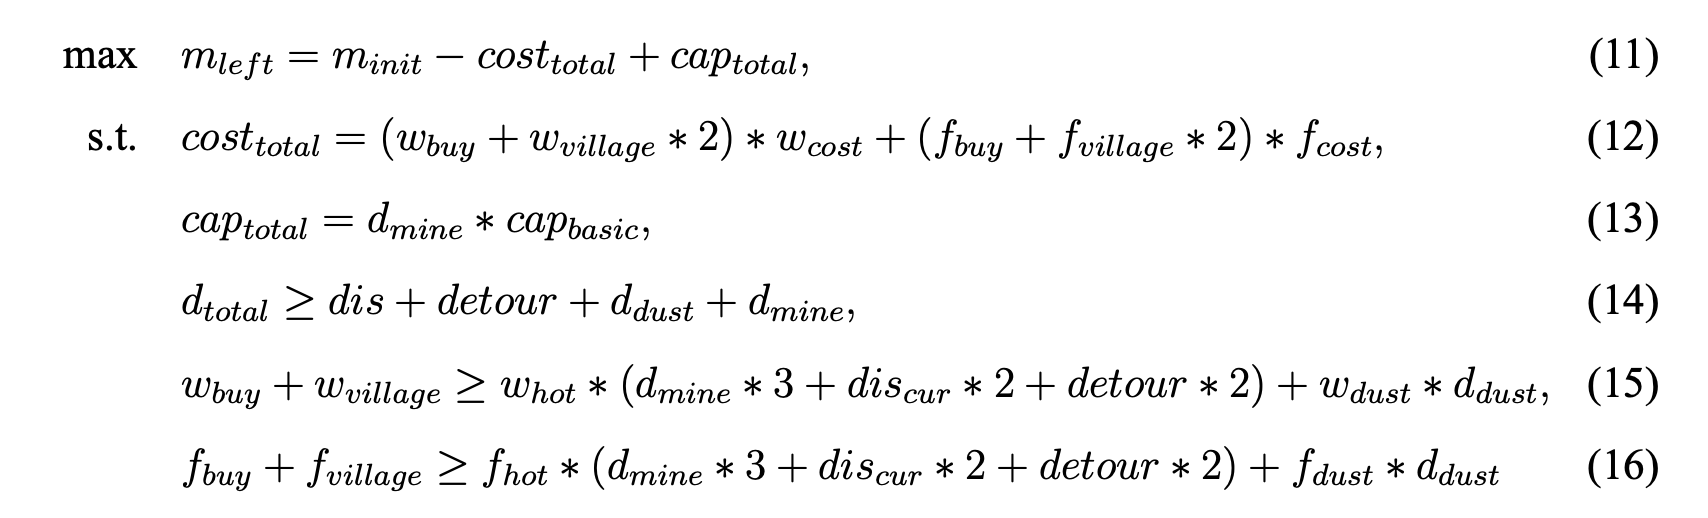 max $m_{left} = m_{init} - cost_{total} + cap_{total},$ (11)
s.t. $cost_{total} = (w_{buy} + w_{village} * 2) * w_{cost} + (f_{buy} + f_{village} * 2) * f_{cost},$ (12)
$cap_{total} = d_{mine} * cap_{basic},$ (13)
$d_{total} \geq dis + detour + d_{dust} + d_{mine},$ (14)
$w_{buy} + w_{village} \geq w_{hot} * (d_{mine} * 3 + dis_{cur} * 2 + detour * 2) + w_{dust} * d_{dust},$ (15)
$f_{buy} + f_{village} \geq f_{hot} * (d_{mine} * 3 + dis_{cur} * 2 + detour * 2) + f_{dust} * d_{dust}$ (16)